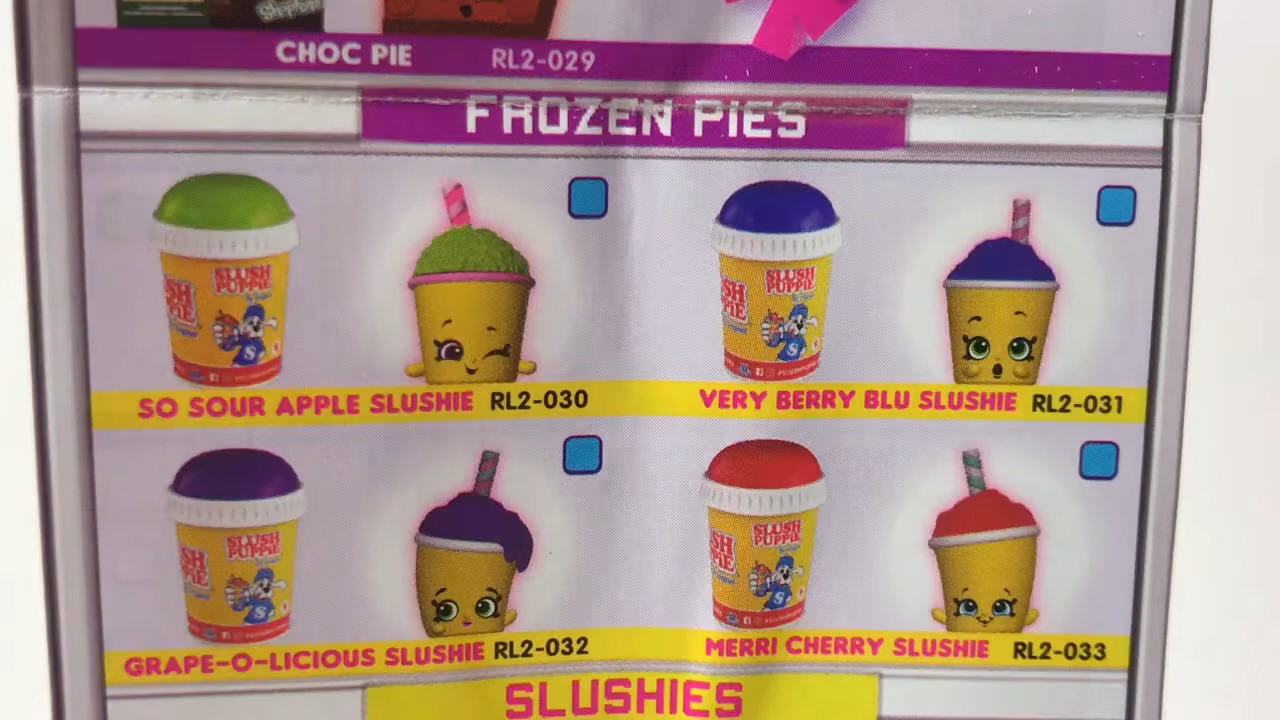 CHOC PIE RL2-029
FROZEN PIES
SLUSH
PUPPIE
SLUSH
PUPPIE
SO SOUR APPLE SLUSHIE RL2-030
VERY BERRY BLU SLUSHIE RL2-031
SLUSH
PUPPIE
SLUSH
PUPPIE
GRAPE-O-LICIOUS SLUSHIE RL2-032
MERRI CHERRY SLUSHIE RL2-033
SLUSHIES